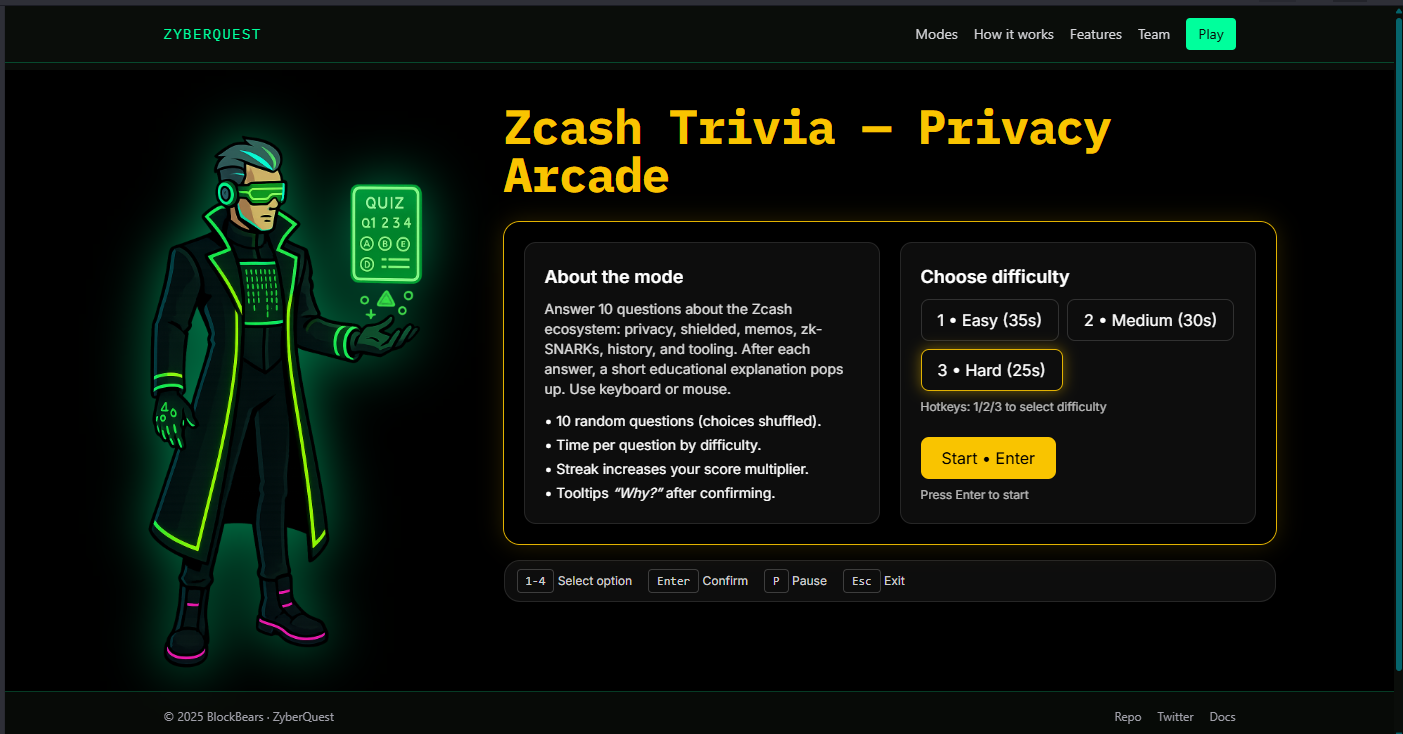 ZYBERQUEST
Modes How it works Features Team Play
QUIZ
Q1 2 3 4
A B E
D
Zcash Trivia — Privacy
Arcade
About the mode
Answer 10 questions about the Zcash
ecosystem: privacy, shielded, memos, zk-
SNARKs, history, and tooling. After each
answer, a short educational explanation pops
up. Use keyboard or mouse.
• 10 random questions (choices shuffled).
• Time per question by difficulty.
• Streak increases your score multiplier.
• Tooltips “Why?” after confirming.
Choose difficulty
1 • Easy (35s)
2 • Medium (30s)
3 • Hard (25s)
Hotkeys: 1/2/3 to select difficulty
Start • Enter
Press Enter to start
1-4 Select option Enter Confirm P Pause Esc Exit
© 2025 BlockBears · ZyberQuest
Repo Twitter Docs